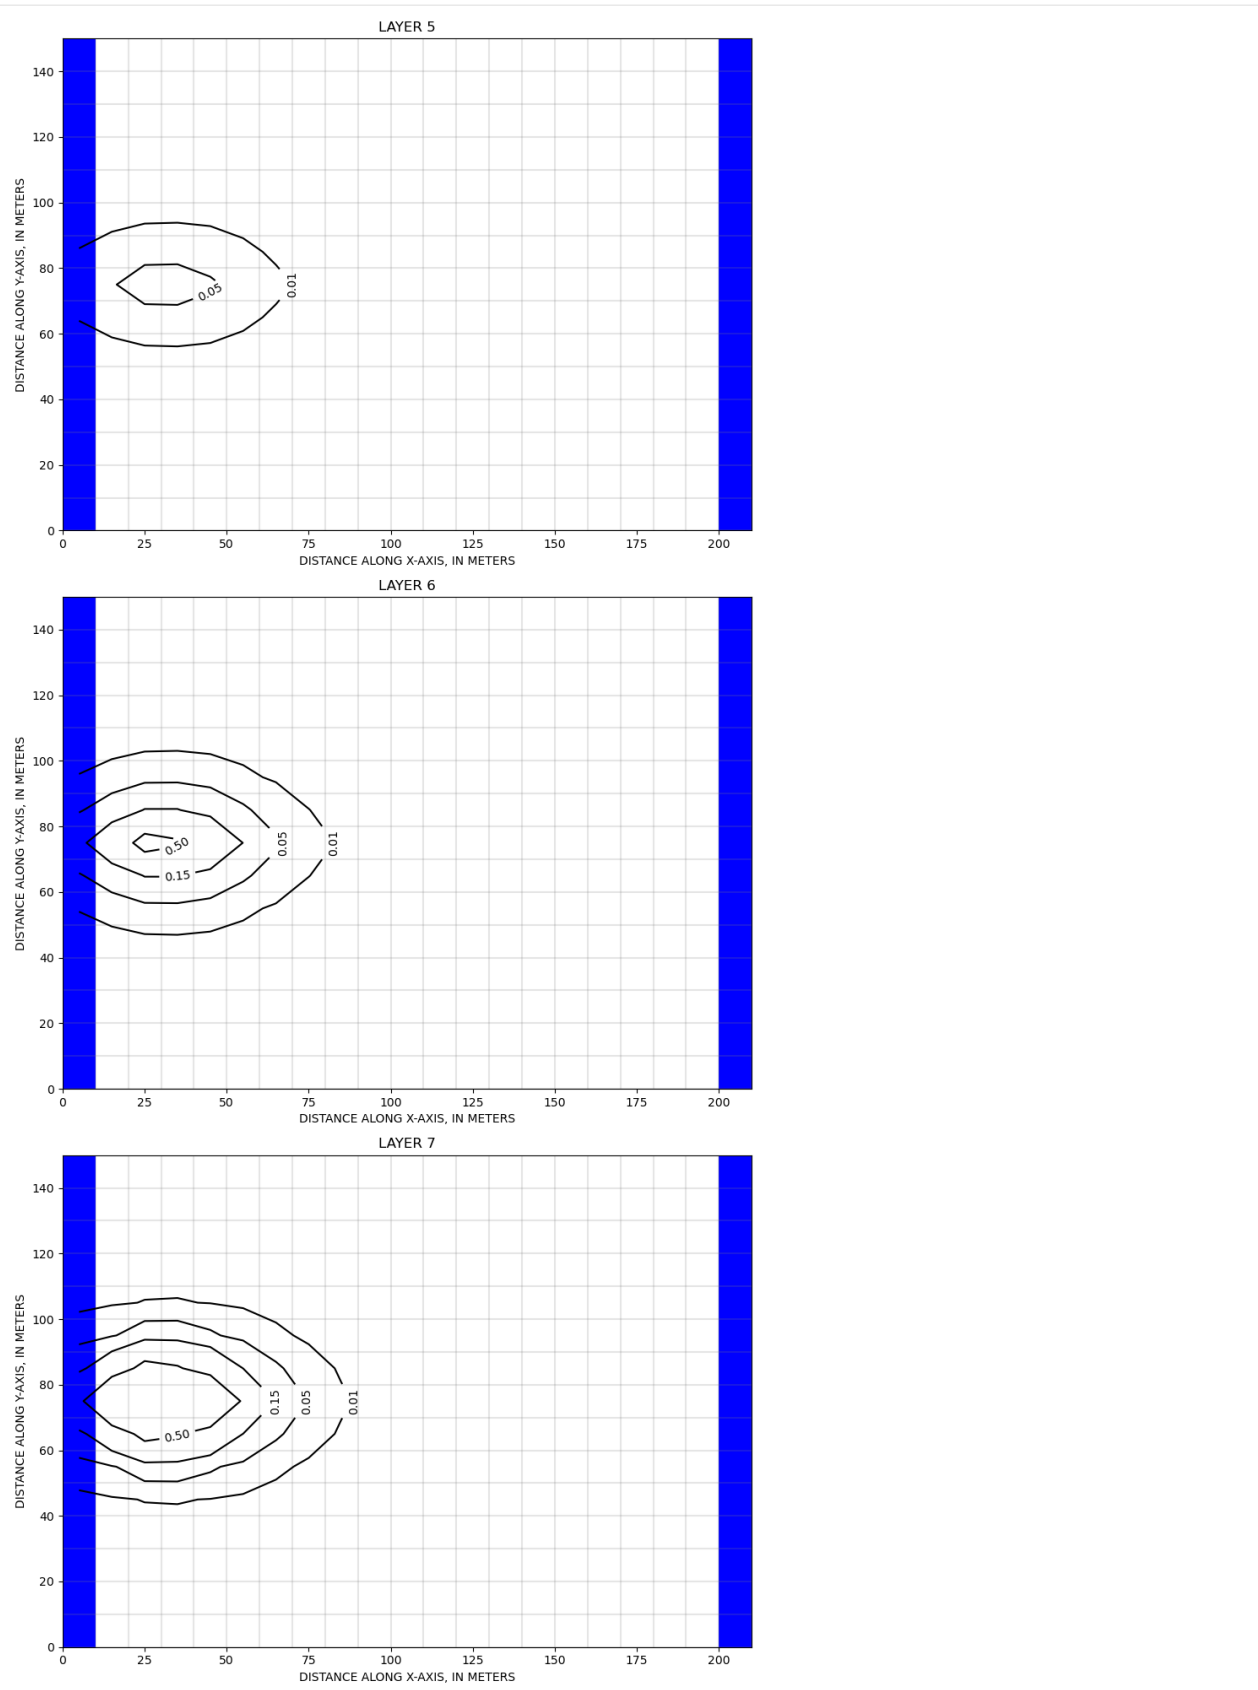 LAYER 5
DISTANCE ALONG Y-AXIS, IN METERS
140
120
100
80
60
40
20
0
0.05
0.01
0 25 50 75 100 125 150 175 200
DISTANCE ALONG X-AXIS, IN METERS
LAYER 6
DISTANCE ALONG Y-AXIS, IN METERS
140
120
100
80
60
40
20
0
0.50
0.15
0.05
0.01
0 25 50 75 100 125 150 175 200
DISTANCE ALONG X-AXIS, IN METERS
LAYER 7
DISTANCE ALONG Y-AXIS, IN METERS
140
120
100
80
60
40
20
0
0.50
0.15
0.05
0.01
0 25 50 75 100 125 150 175 200
DISTANCE ALONG X-AXIS, IN METERS